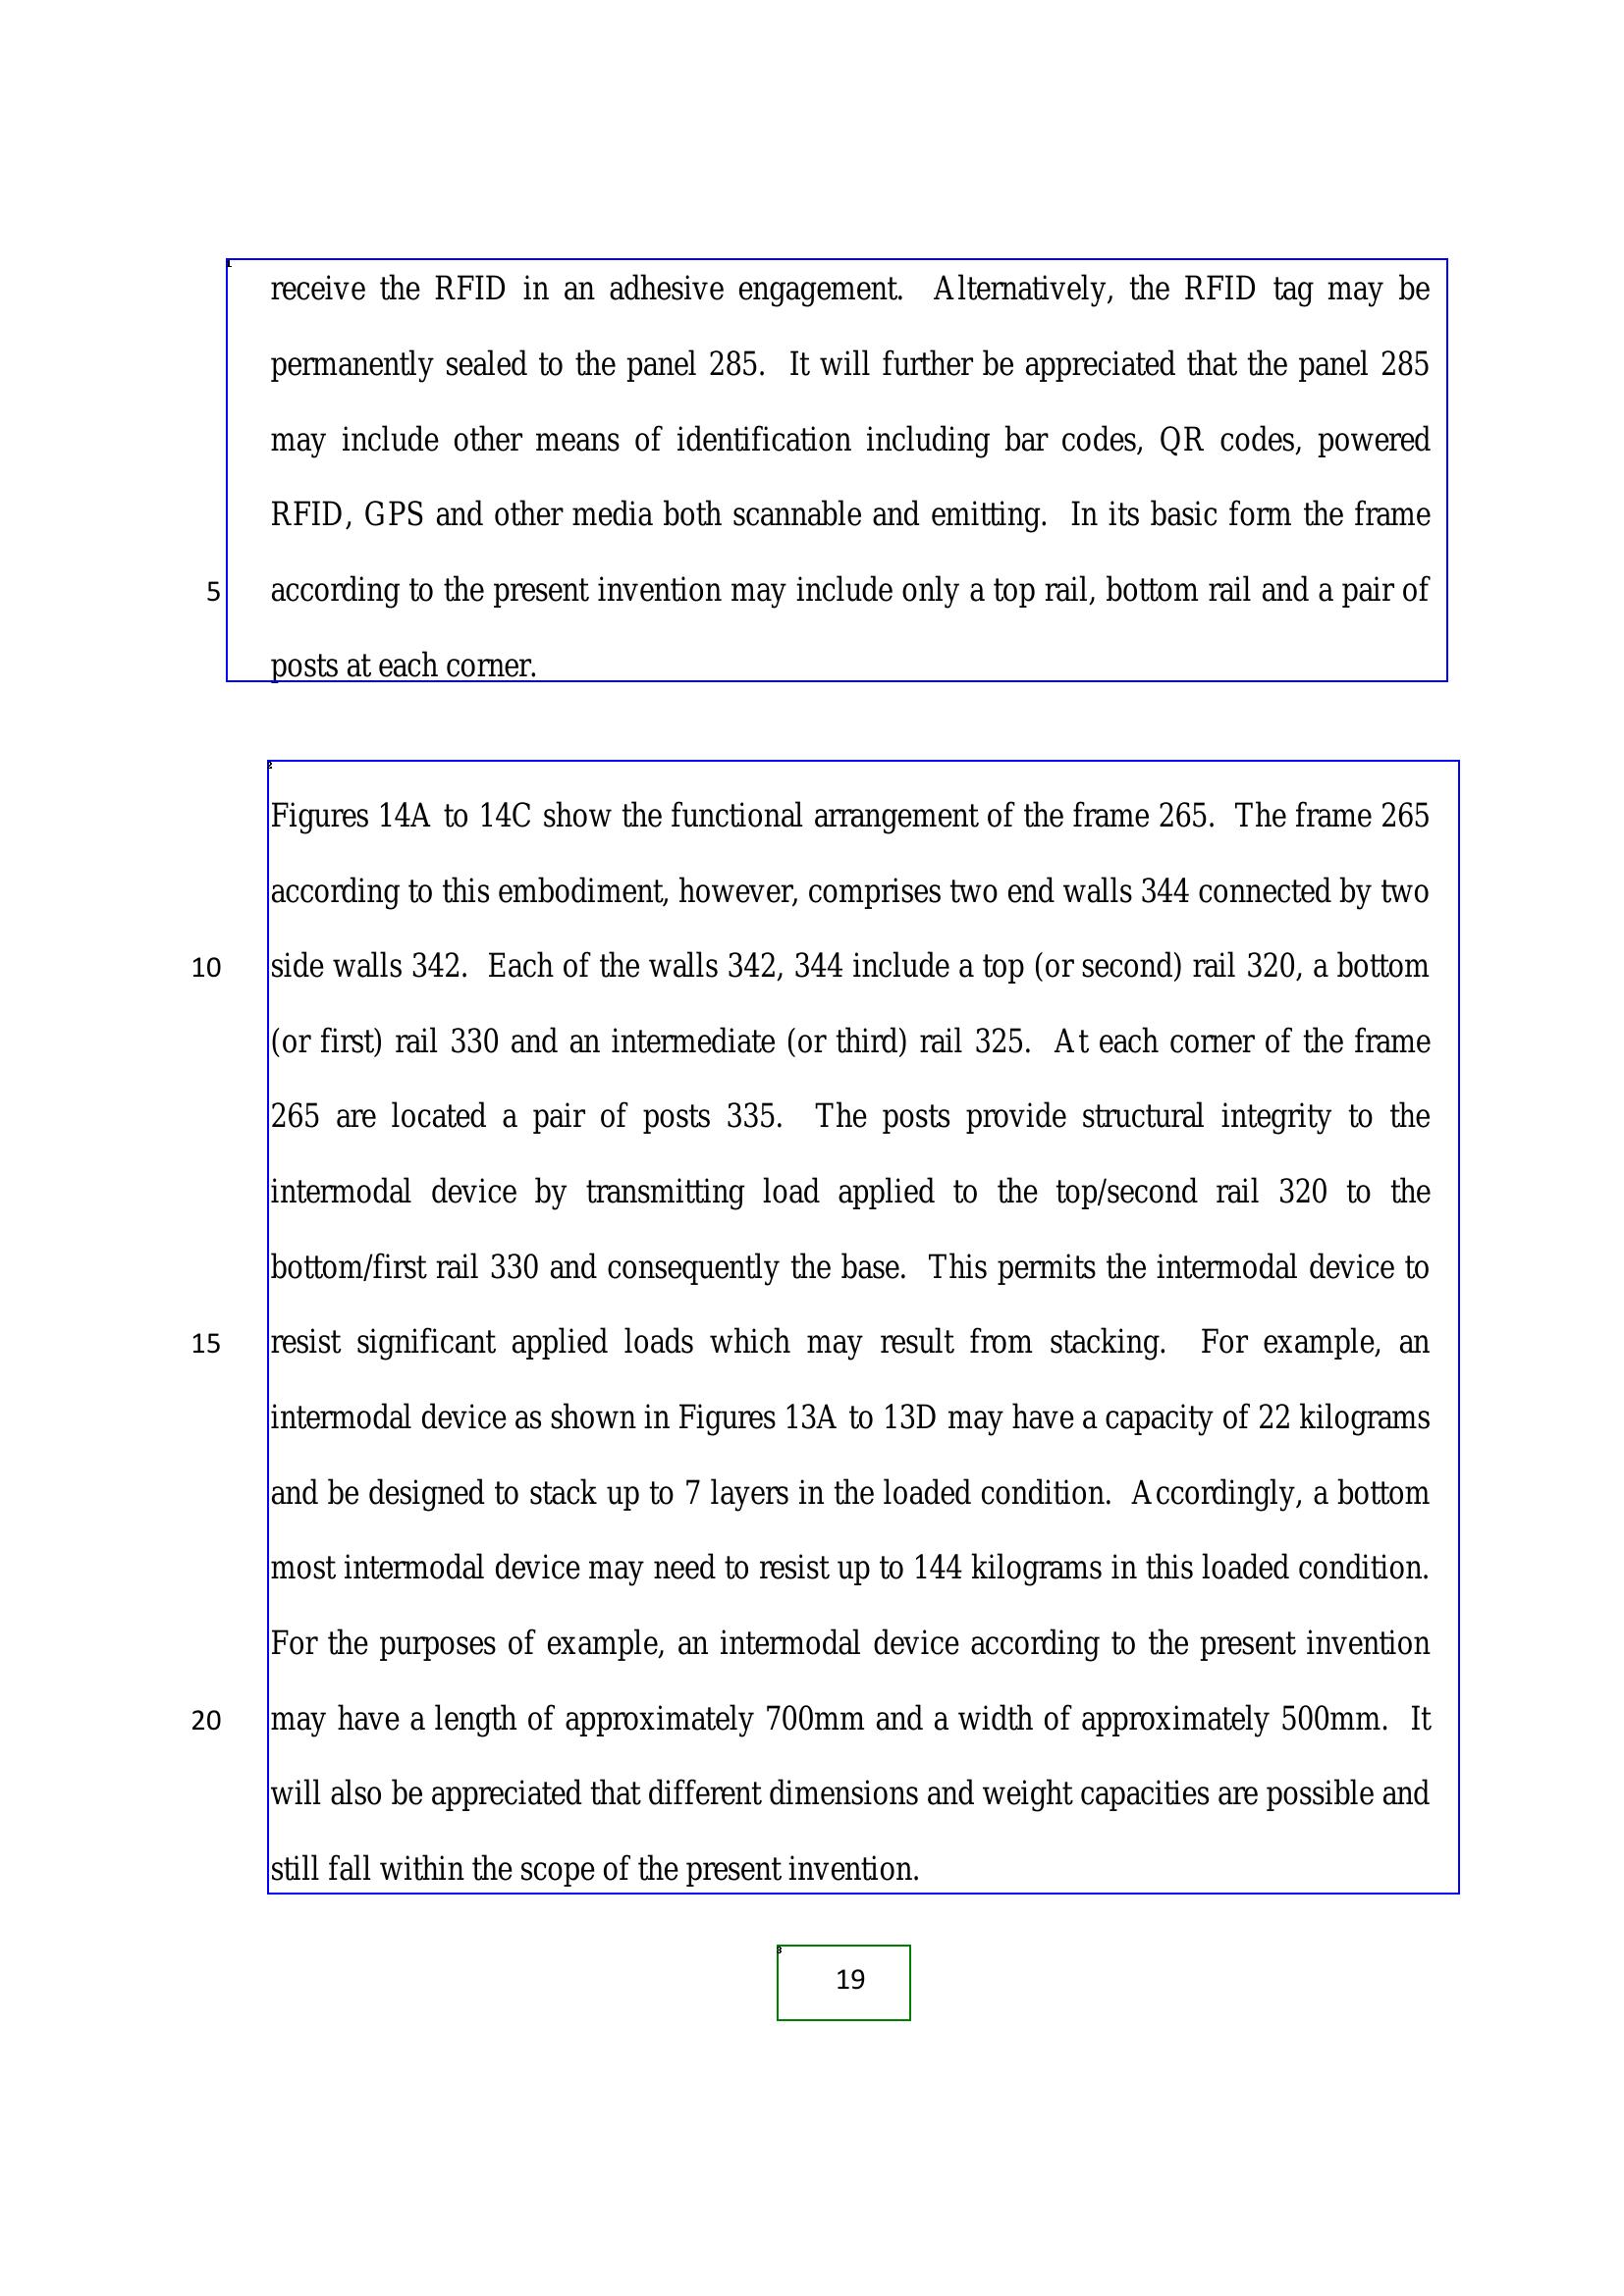 1
receive the RFID in an adhesive engagement. Alternatively, the RFID tag may be
permanently sealed to the panel 285. It will further be appreciated that the panel 285
may include other means of identification including bar codes, QR codes, powered
RFID, GPS and other media both scannable and emitting. In its basic form the frame
5 according to the present invention may include only a top rail, bottom rail and a pair of
posts at each corner.
2
Figures 14A to 14C show the functional arrangement of the frame 265. The frame 265
according to this embodiment, however, comprises two end walls 344 connected by two
10 side walls 342. Each of the walls 342, 344 include a top (or second) rail 320, a bottom
(or first) rail 330 and an intermediate (or third) rail 325. At each corner of the frame
265 are located a pair of posts 335. The posts provide structural integrity to the
intermodal device by transmitting load applied to the top/second rail 320 to the
bottom/first rail 330 and consequently the base. This permits the intermodal device to
15 resist significant applied loads which may result from stacking. For example, an
intermodal device as shown in Figures 13A to 13D may have a capacity of 22 kilograms
and be designed to stack up to 7 layers in the loaded condition. Accordingly, a bottom
most intermodal device may need to resist up to 144 kilograms in this loaded condition.
For the purposes of example, an intermodal device according to the present invention
20 may have a length of approximately 700mm and a width of approximately 500mm. It
will also be appreciated that different dimensions and weight capacities are possible and
still fall within the scope of the present invention.
3
19